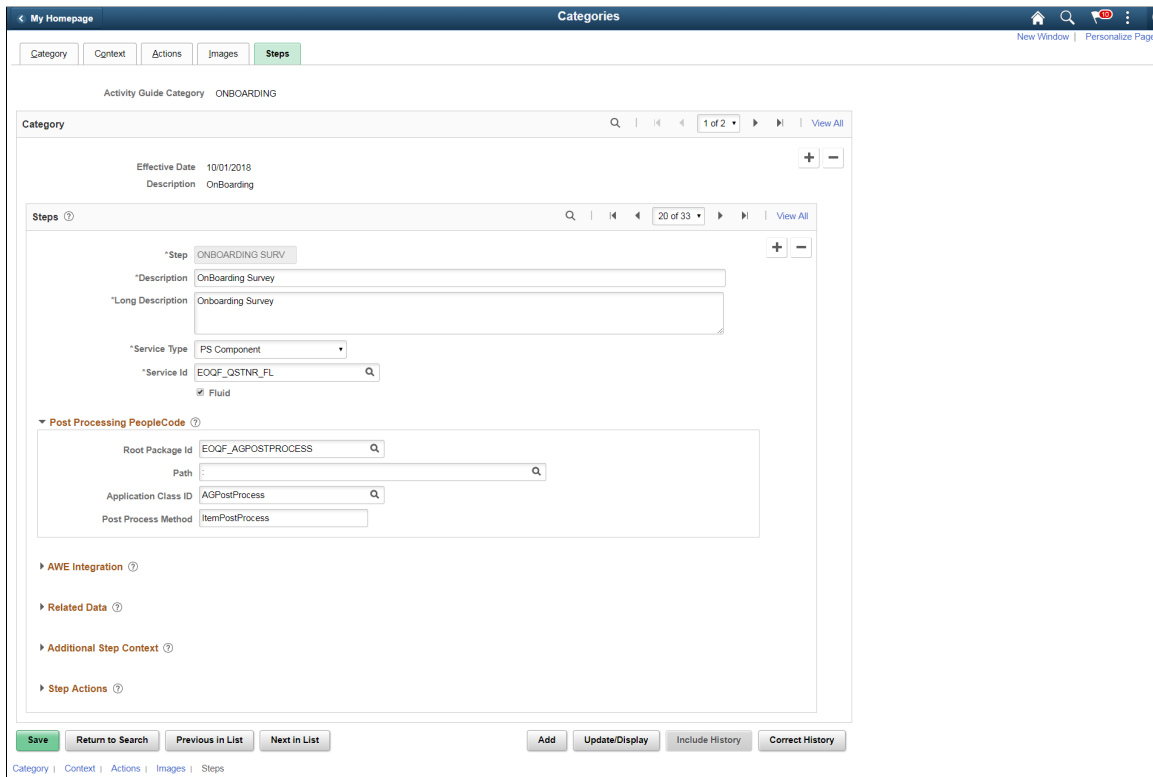 My Homepage Categories 10
New Window | Personalize Page
Category Context Actions Images Steps
Activity Guide Category ONBOARDING
Category 1 of 2 | View All
Effective Date 10/01/2018
Description OnBoarding
Steps 20 of 33 | View All
*Step ONBOARDING SURV
*Description OnBoarding Survey
*Long Description Onboarding Survey
*Service Type PS Component
*Service Id EOQF_QSTNR_FL
Fluid
Post Processing PeopleCode
Root Package Id EOQF_AGPOSTPROCESS
Path :
Application Class ID AGPostProcess
Post Process Method ItemPostProcess
AWE Integration
Related Data
Additional Step Context
Step Actions
Save Return to Search Previous in List Next in List Add Update/Display Include History Correct History
Category | Context | Actions | Images | Steps